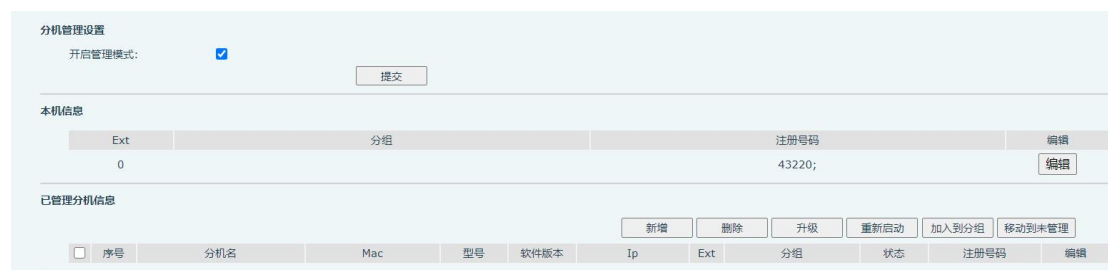 分机管理设置
开启管理模式:
提交
本机信息
Ext 分组 注册号码 编辑
0 43220; 编辑
已管理分机信息
新增 删除 升级 重新启动 加入到分组 移动到未管理
序号 分机名 Mac 型号 软件版本 Ip Ext 分组 状态 注册号码 编辑